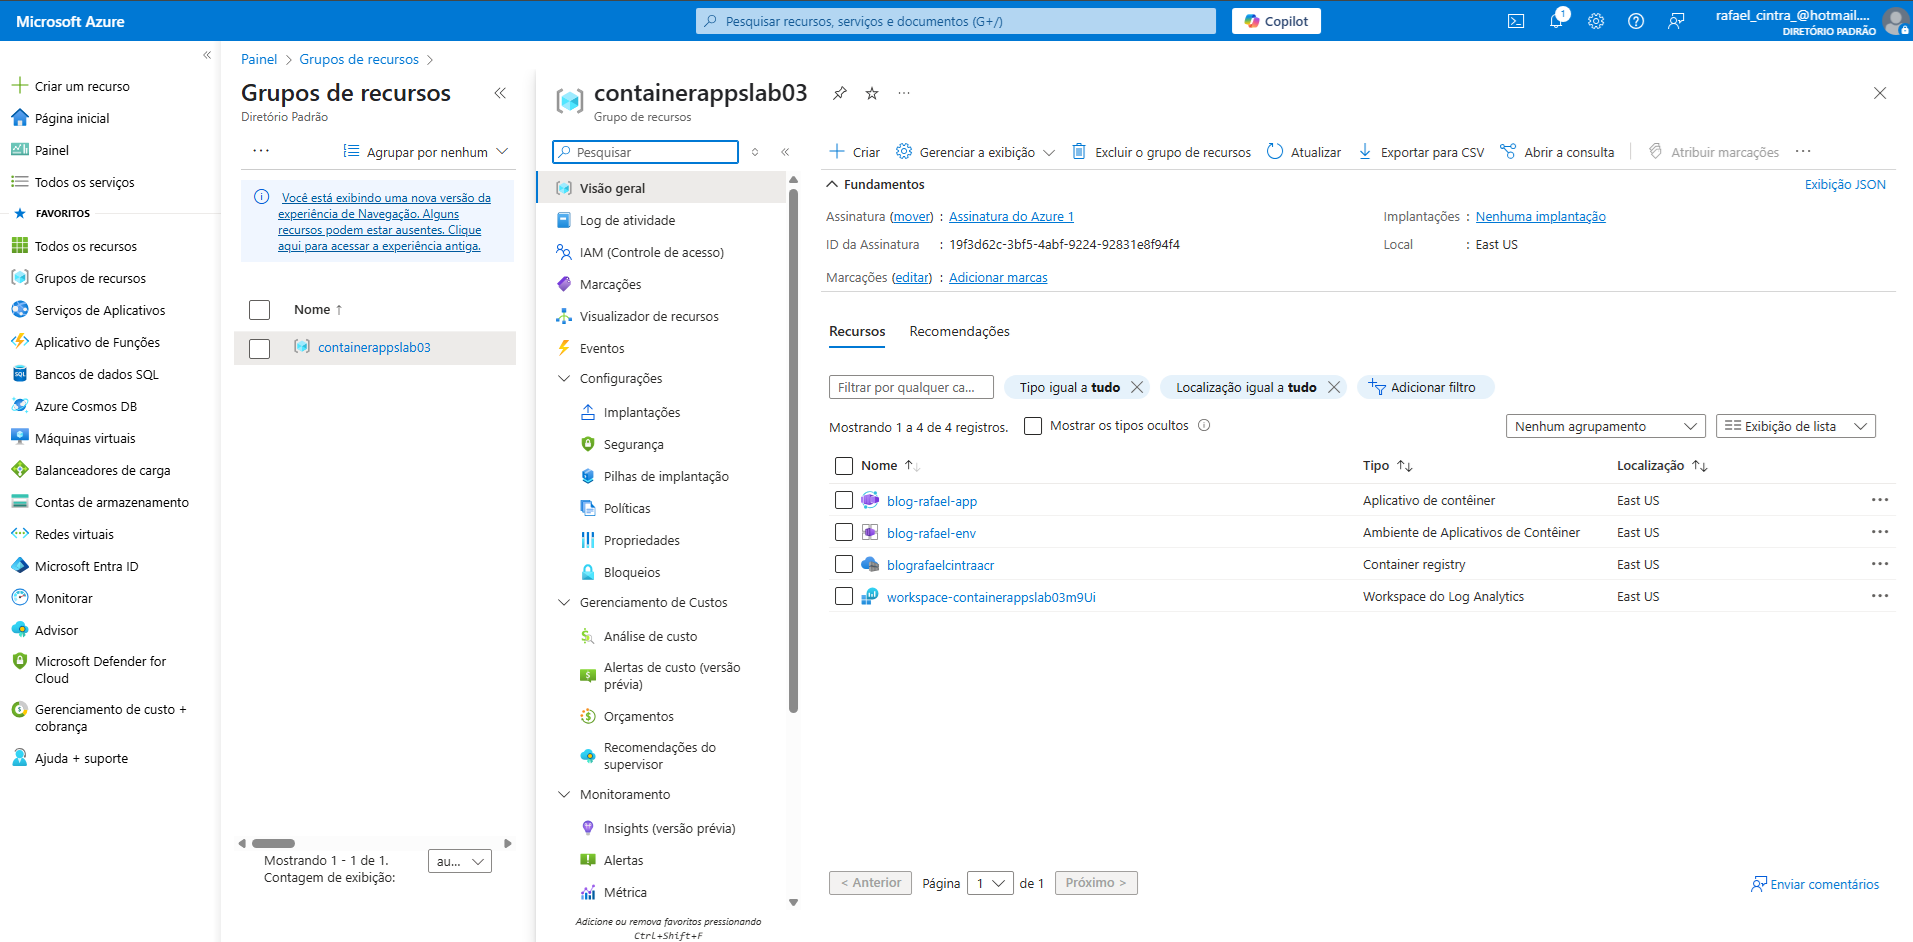 Microsoft Azure
Pesquisar recursos, serviços e documentos (G+/)
Copilot
1
rafael_cintra_@hotmail....
DIRETÓRIO PADRÃO
Criar um recurso
Página inicial
Painel
Todos os serviços
FAVORITOS
Todos os recursos
Grupos de recursos
Serviços de Aplicativos
Aplicativo de Funções
Bancos de dados SQL
Azure Cosmos DB
Máquinas virtuais
Balanceadores de carga
Contas de armazenamento
Redes virtuais
Microsoft Entra ID
Monitorar
Advisor
Microsoft Defender for
Cloud
Gerenciamento de custo +
cobrança
Ajuda + suporte
Painel > Grupos de recursos >
Grupos de recursos
Diretório Padrão
... Agrupar por nenhum
Você está exibindo uma nova versão da
experiência de Navegação. Alguns
recursos podem estar ausentes. Clique
aqui para acessar a experiência antiga.
Nome ↑
containerappslab03
Mostrando 1 - 1 de 1.
Contagem de exibição:
au...
containerappslab03
Grupo de recursos
Pesquisar
Visão geral
Log de atividade
IAM (Controle de acesso)
Marcações
Visualizador de recursos
Eventos
Configurações
Implantações
Segurança
Pilhas de implantação
Políticas
Propriedades
Bloqueios
Gerenciamento de Custos
Análise de custo
Alertas de custo (versão
prévia)
Orçamentos
Recomendações do
supervisor
Monitoramento
Insights (versão prévia)
Alertas
Métrica
Adicione ou remova favoritos pressionando
Ctrl+Shift+F
Criar Gerenciar a exibição Excluir o grupo de recursos Atualizar Exportar para CSV Abrir a consulta Atribuir marcações ...
Fundamentos
Exibição JSON
Assinatura (mover) : Assinatura do Azure 1
Implantações : Nenhuma implantação
ID da Assinatura : 19f3d62c-3bf5-4abf-9224-92831e8f94f4
Local : East US
Marcações (editar) : Adicionar marcas
Recursos Recomendações
Filtrar por qualquer ca... Tipo igual a tudo Localização igual a tudo Adicionar filtro
Mostrando 1 a 4 de 4 registros. Mostrar os tipos ocultos
Nenhum agrupamento Exibição de lista
Nome ↑↓ Tipo ↑↓ Localização ↑↓
blog-rafael-app Aplicativo de contêiner East US ...
blog-rafael-env Ambiente de Aplicativos de Contêiner East US ...
blografaelcintraacr Container registry East US ...
workspace-containerappslab03m9Ui Workspace do Log Analytics East US ...
< Anterior Página 1 de 1 Próximo >
Enviar comentários